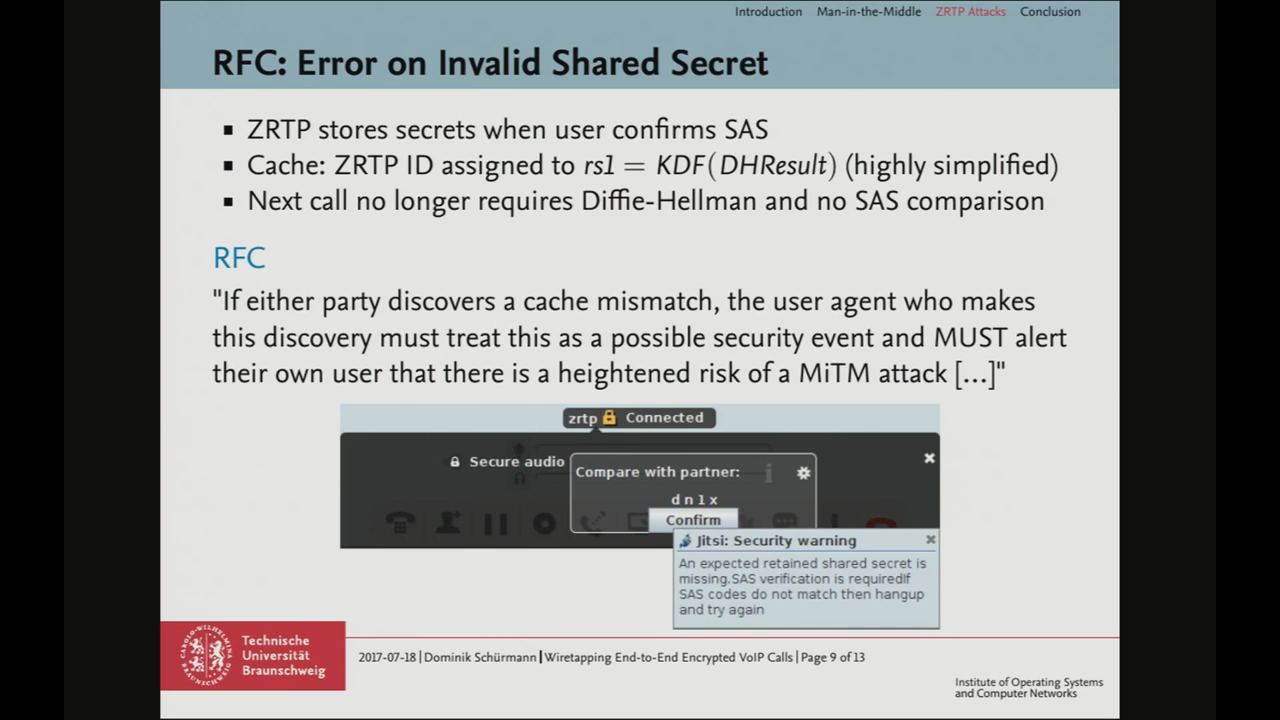 Introduction Man-in-the-Middle ZRTP Attacks Conclusion
RFC: Error on Invalid Shared Secret
▪ ZRTP stores secrets when user confirms SAS
▪ Cache: ZRTP ID assigned to rs1 = KDF(DHResult) (highly simplified)
▪ Next call no longer requires Diffie-Hellman and no SAS comparison
RFC
"If either party discovers a cache mismatch, the user agent who makes
this discovery must treat this as a possible security event and MUST alert
their own user that there is a heightened risk of a MiTM attack [...]"
zrtp Connected
Secure audio
Compare with partner:
d n 1 x
Confirm
Jitsi: Security warning
An expected retained shared secret is
missing.SAS verification is requiredIf
SAS codes do not match then hangup
and try again
Technische
Universität
Braunschweig
2017-07-18 | Dominik Schürmann | Wiretapping End-to-End Encrypted VoIP Calls | Page 9 of 13
Institute of Operating Systems
and Computer Networks